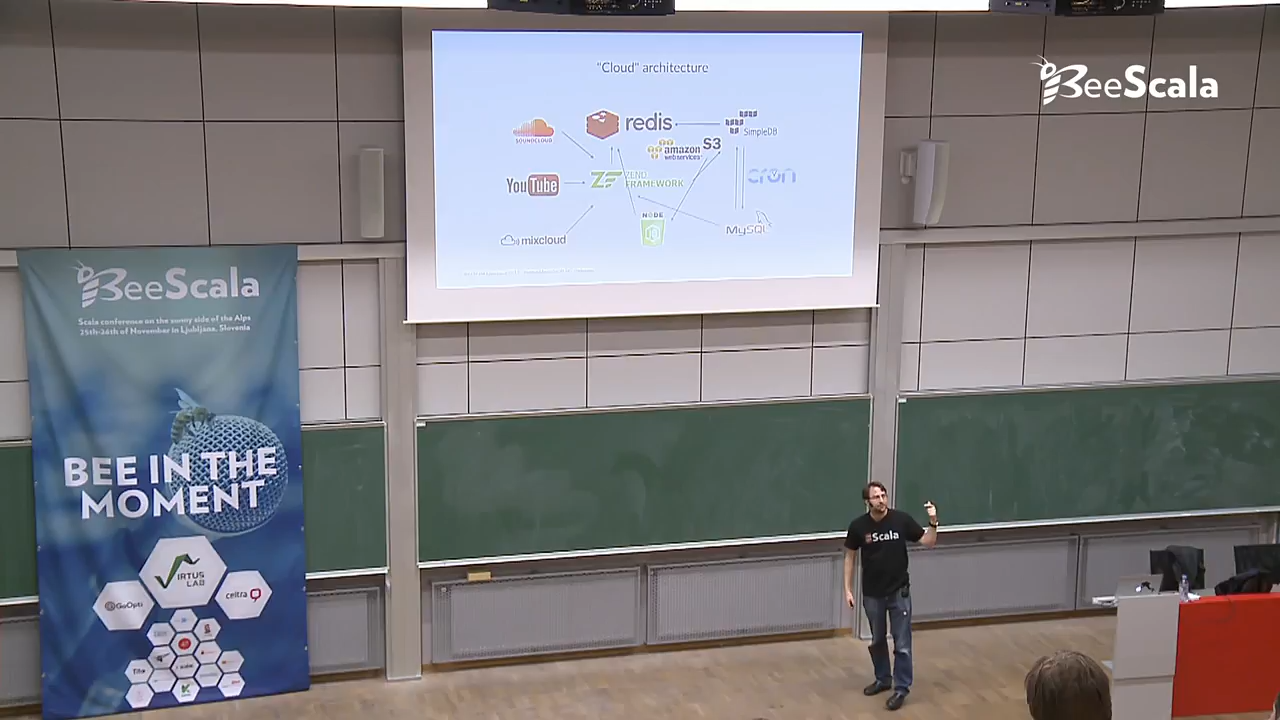 "Cloud" architecture
BeeScala
SOUNDCLOUD
redis
SimpleDB
amazon
webservices
S3
YouTube
ZF ZEND
FRAMEWORK
cron
NODE
mixcloud
MySQL
BeeScala
Scala conference on the sunny side of the Alps
25th-26th of November in Ljubljana, Slovenia
BEE IN THE
MOMENT
VIRTUS
LAB
GoOpti
celtra
Scala